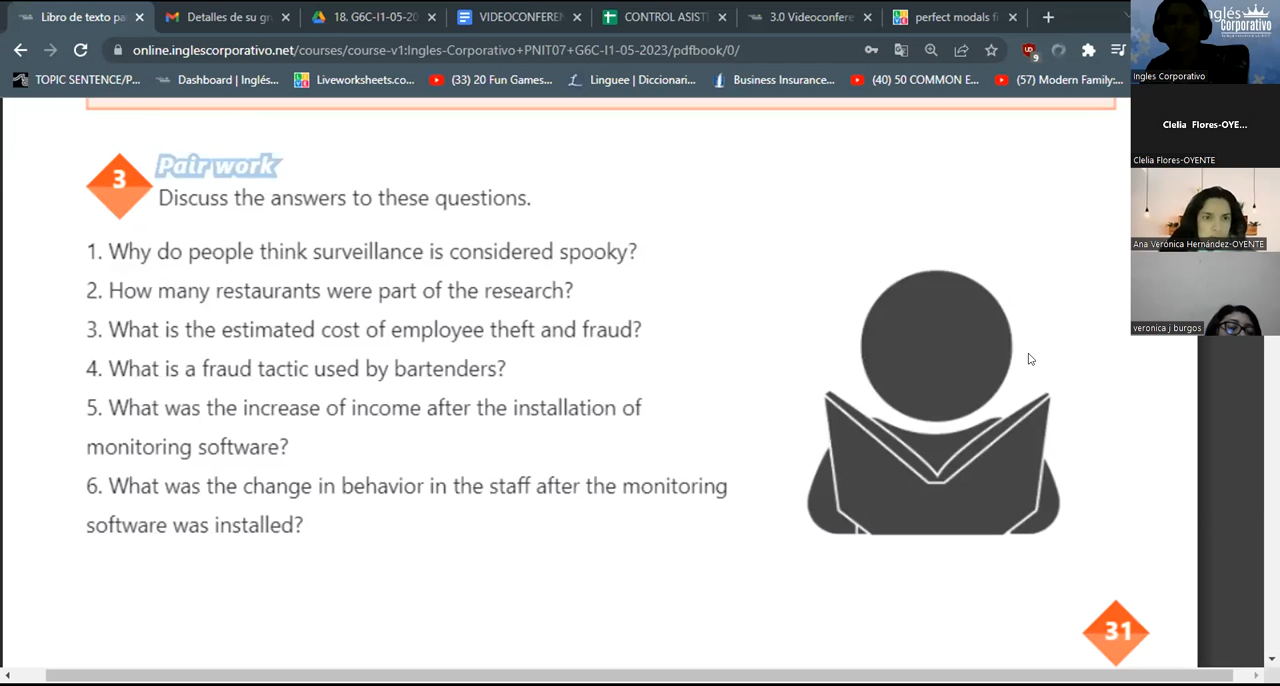 Libro de texto pa
Detalles de su gr
18. G6C-I1-05-20
VIDEOCONFEREN
CONTROL ASIST
3.0 Videoconfere
perfect modals fi
online.inglescorporativo.net/courses/course-v1:Ingles-Corporativo+PNIT07+G6C-I1-05-2023/pdfbook/0/
9
TOPIC SENTENCE/P...
Dashboard | Inglés...
Liveworksheets.co...
(33) 20 Fun Games...
Linguee | Diccionari...
Business Insurance...
(40) 50 COMMON E...
(57) Modern Family:...
Inglés
Corporativo
Ingles Corporativo
Clelia Flores-OYE...
Clelia Flores-OYENTE
Ana Verónica Hernández-OYENTE
veronica j burgos
3
Pair work
Discuss the answers to these questions.
1. Why do people think surveillance is considered spooky?
2. How many restaurants were part of the research?
3. What is the estimated cost of employee theft and fraud?
4. What is a fraud tactic used by bartenders?
5. What was the increase of income after the installation of
monitoring software?
6. What was the change in behavior in the staff after the monitoring
software was installed?
31